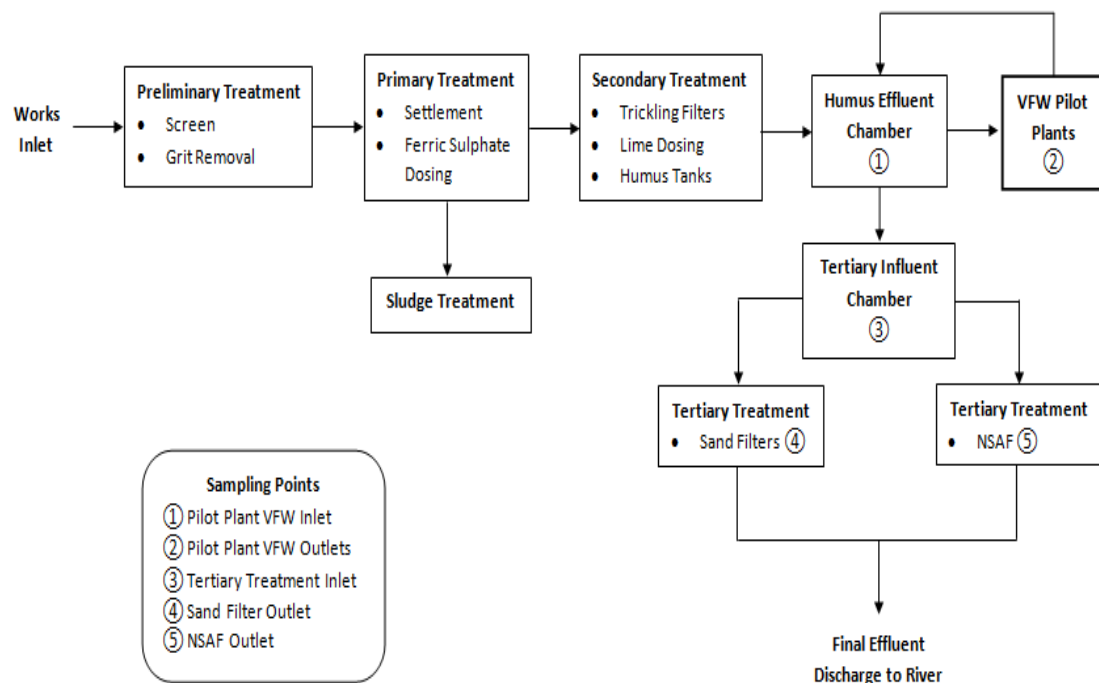 Works
Inlet
Preliminary Treatment
• Screen
• Grit Removal
Primary Treatment
• Settlement
• Ferric Sulphate
Dosing
Secondary Treatment
• Trickling Filters
• Lime Dosing
• Humus Tanks
Humus Effluent
Chamber
①
VFW Pilot
Plants
②
Sludge Treatment
Tertiary Influent
Chamber
③
Tertiary Treatment
• Sand Filters ④
Tertiary Treatment
• NSAF ⑤
Sampling Points
① Pilot Plant VFW Inlet
② Pilot Plant VFW Outlets
③ Tertiary Treatment Inlet
④ Sand Filter Outlet
⑤ NSAF Outlet
Final Effluent
Discharge to River